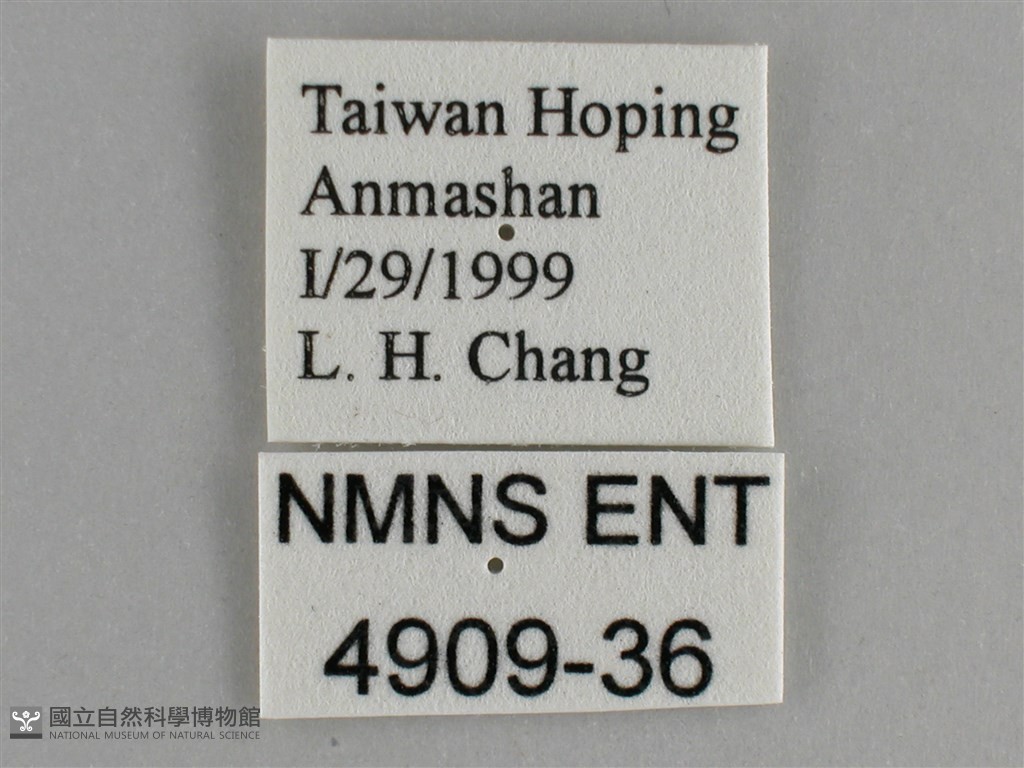 Taiwan Hoping
Anmashan
I/29/1999
L. H. Chang
NMNS ENT
4909-36
國立自然科學博物館
NATIONAL MUSEUM OF NATURAL SCIENCE